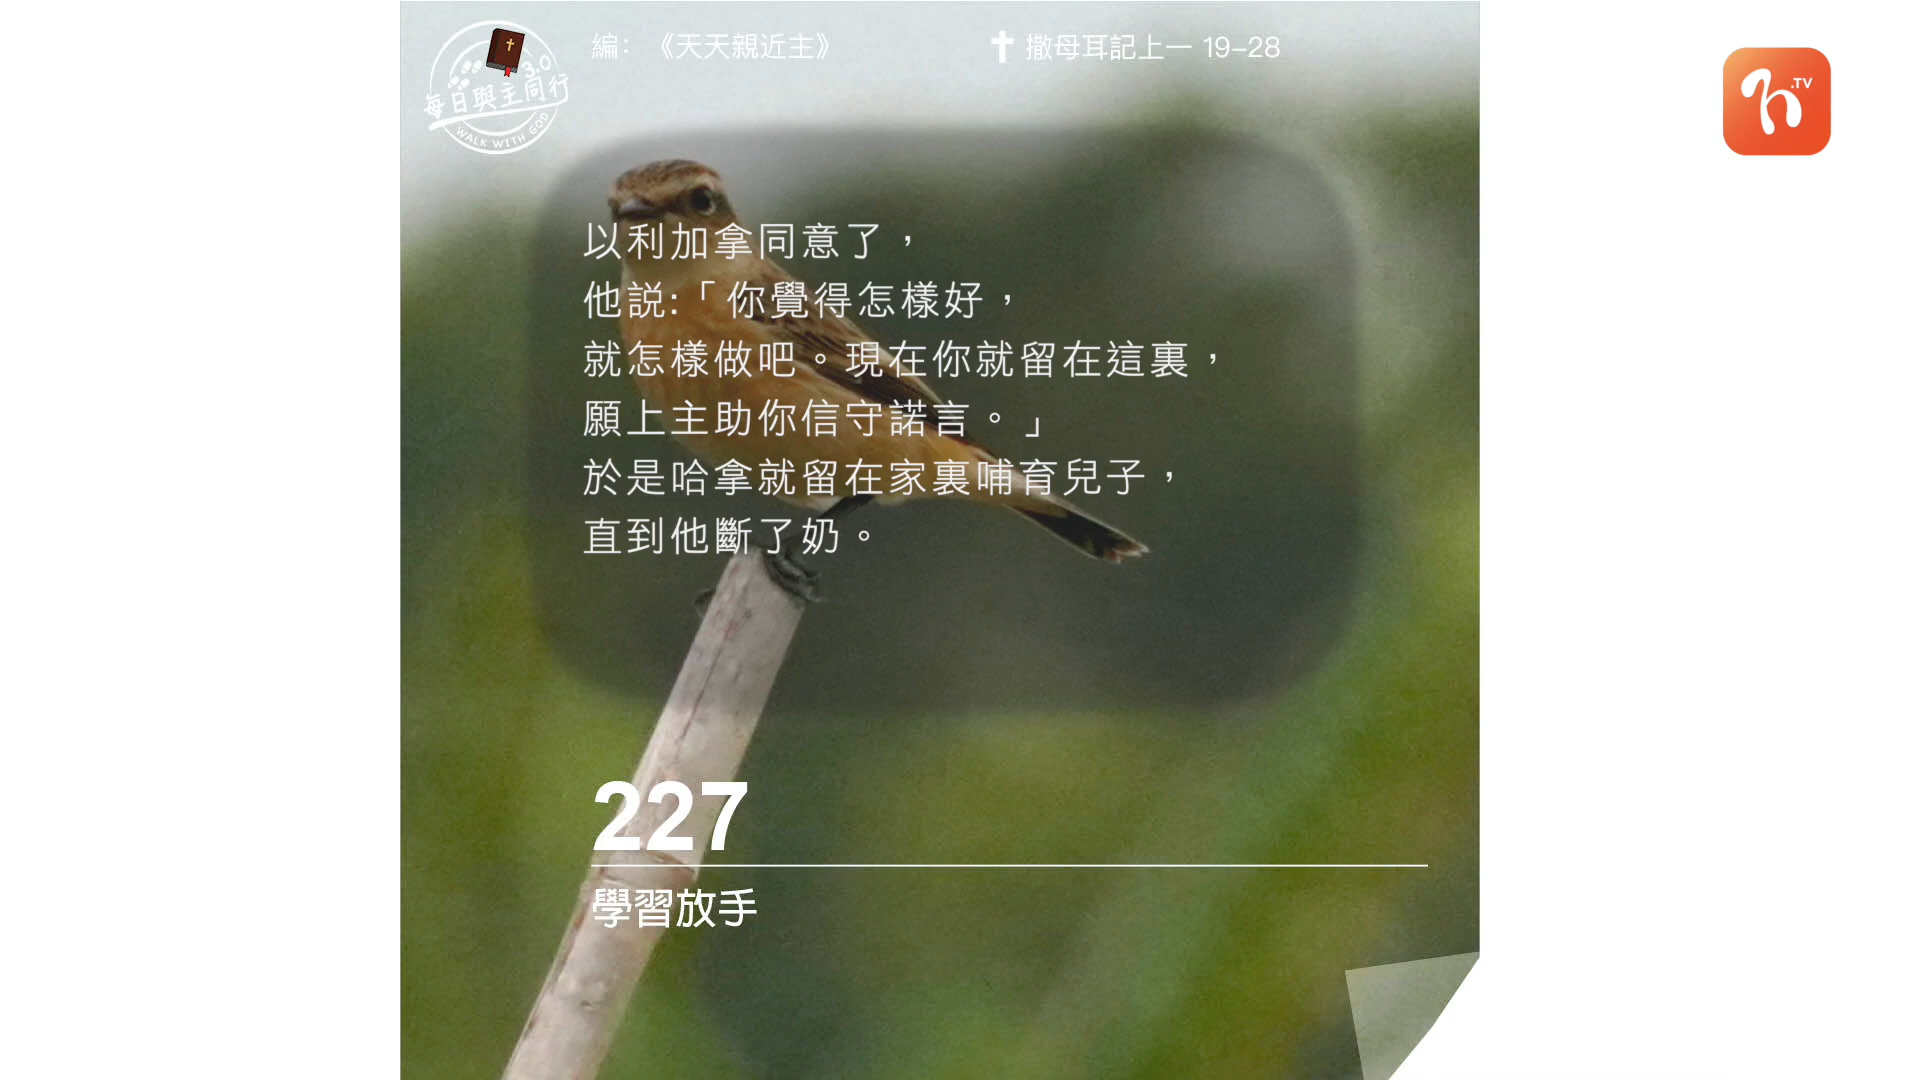 編：《天天親近主》
撒母耳記上一 19–28
3.0
每日與主同行
WALK WITH GOD
h.TV
以利加拿同意了，
他説:「你覺得怎樣好，
就怎樣做吧。現在你就留在這裏，
願上主助你信守諾言。」
於是哈拿就留在家裏哺育兒子，
直到他斷了奶。
227
學習放手